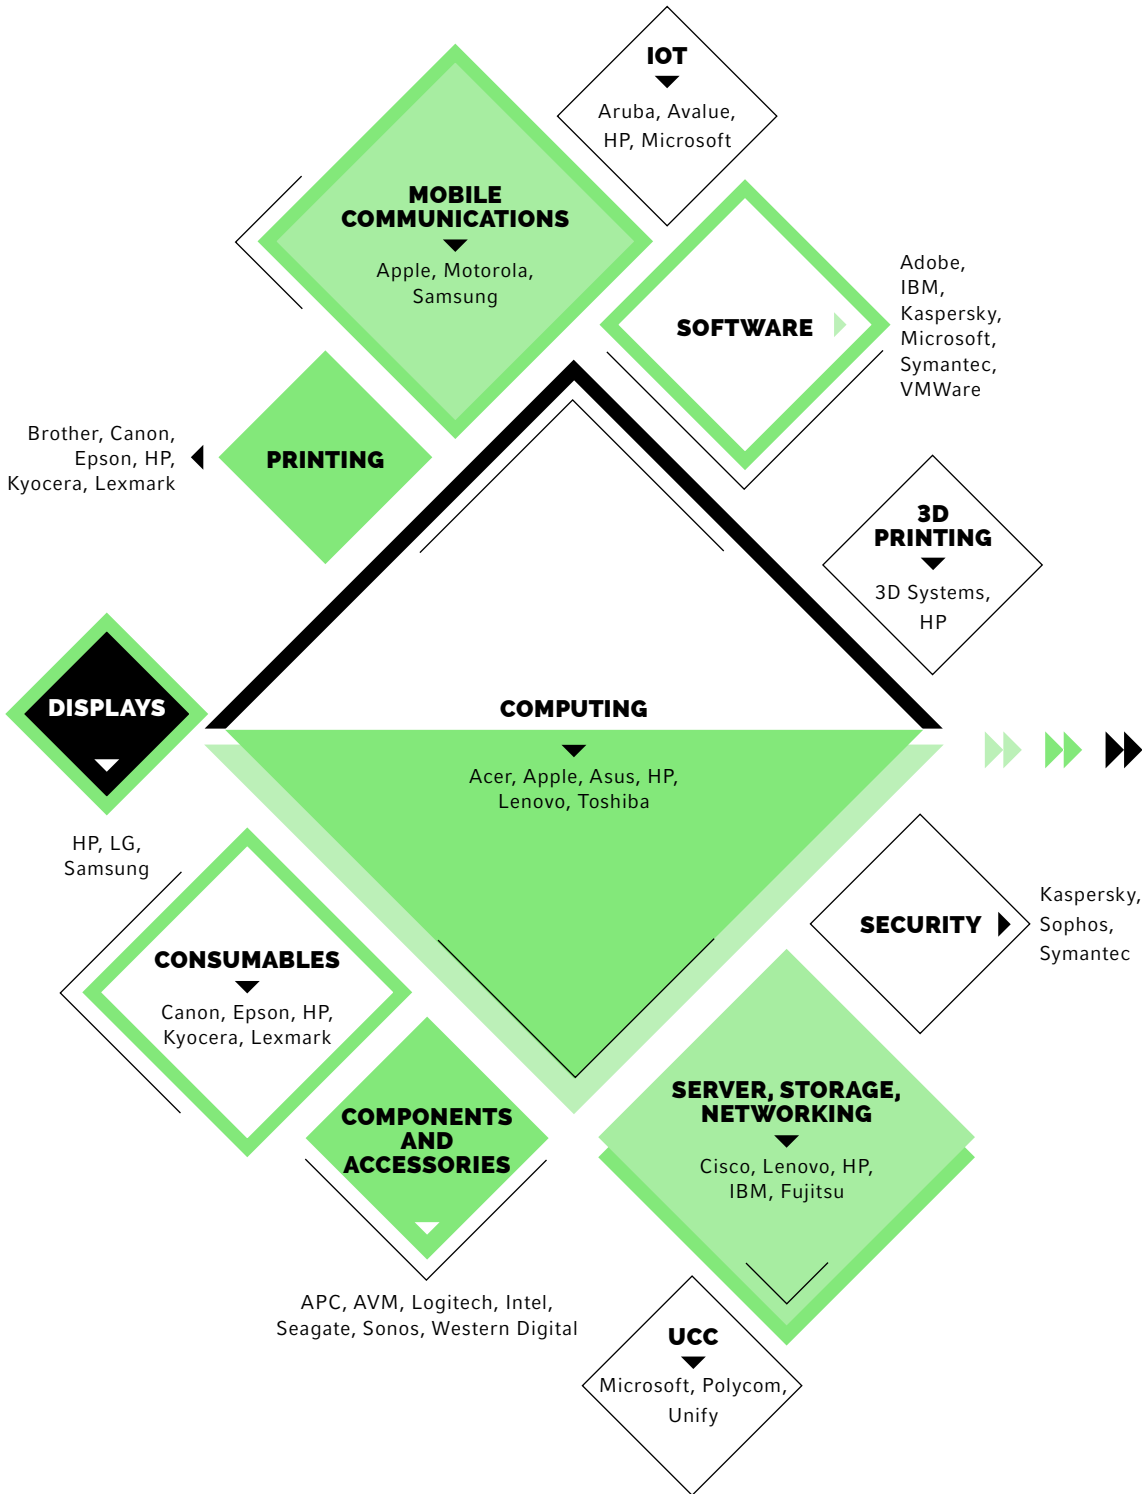 IOT
Aruba, Avalue,
HP, Microsoft
MOBILE
COMMUNICATIONS
Apple, Motorola,
Samsung
SOFTWARE
Adobe,
IBM,
Kaspersky,
Microsoft,
Symantec,
VMWare
PRINTING
Brother, Canon,
Epson, HP,
Kyocera, Lexmark
3D
PRINTING
3D Systems,
HP
DISPLAYS
HP, LG,
Samsung
COMPUTING
Acer, Apple, Asus, HP,
Lenovo, Toshiba
SECURITY
Kaspersky,
Sophos,
Symantec
CONSUMABLES
Canon, Epson, HP,
Kyocera, Lexmark
COMPONENTS
AND
ACCESSORIES
APC, AVM, Logitech, Intel,
Seagate, Sonos, Western Digital
SERVER, STORAGE,
NETWORKING
Cisco, Lenovo, HP,
IBM, Fujitsu
UCC
Microsoft, Polycom,
Unify